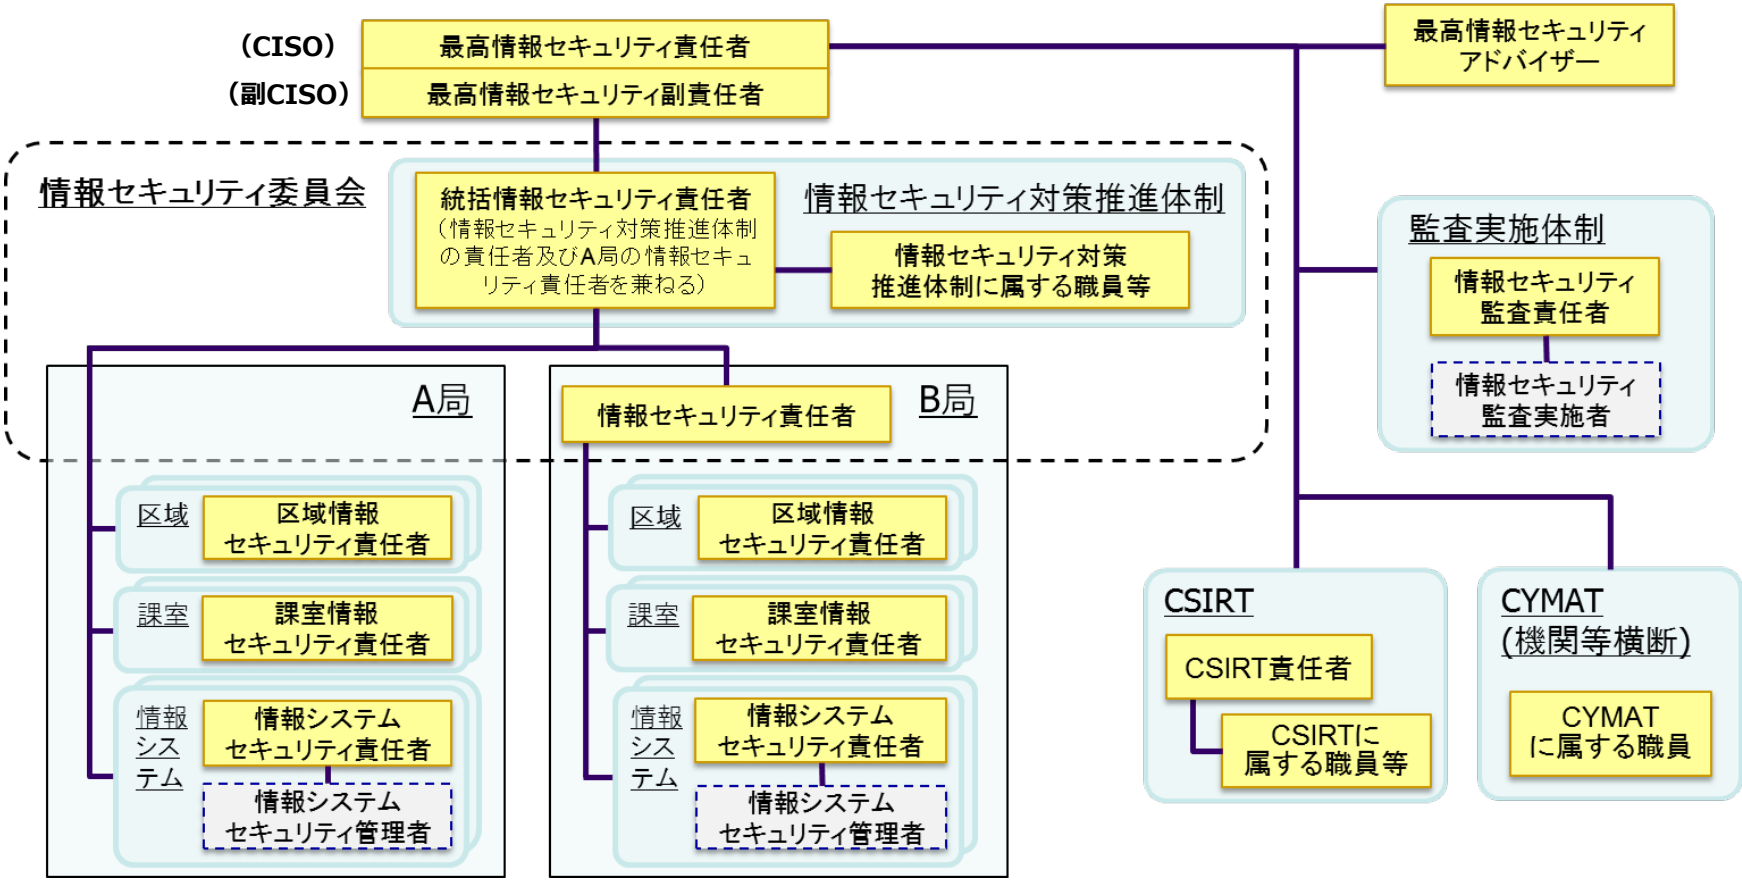 （CISO）
最高情報セキュリティ責任者
（副CISO）
最高情報セキュリティ副責任者
最高情報セキュリティ
アドバイザー
情報セキュリティ委員会
統括情報セキュリティ責任者
（情報セキュリティ対策推進体制
の責任者及びA局の情報セキュ
リティ責任者を兼ねる）
情報セキュリティ対策推進体制
情報セキュリティ対策
推進体制に属する職員等
監査実施体制
情報セキュリティ
監査責任者
情報セキュリティ
監査実施者
A局
区域
区域情報
セキュリティ責任者
課室
課室情報
セキュリティ責任者
情報
シス
テム
情報システム
セキュリティ責任者
情報システム
セキュリティ管理者
B局
情報セキュリティ責任者
区域
区域情報
セキュリティ責任者
課室
課室情報
セキュリティ責任者
情報
シス
テム
情報システム
セキュリティ責任者
情報システム
セキュリティ管理者
CSIRT
CSIRT責任者
CSIRTに
属する職員等
CYMAT
(機関等横断)
CYMAT
に属する職員